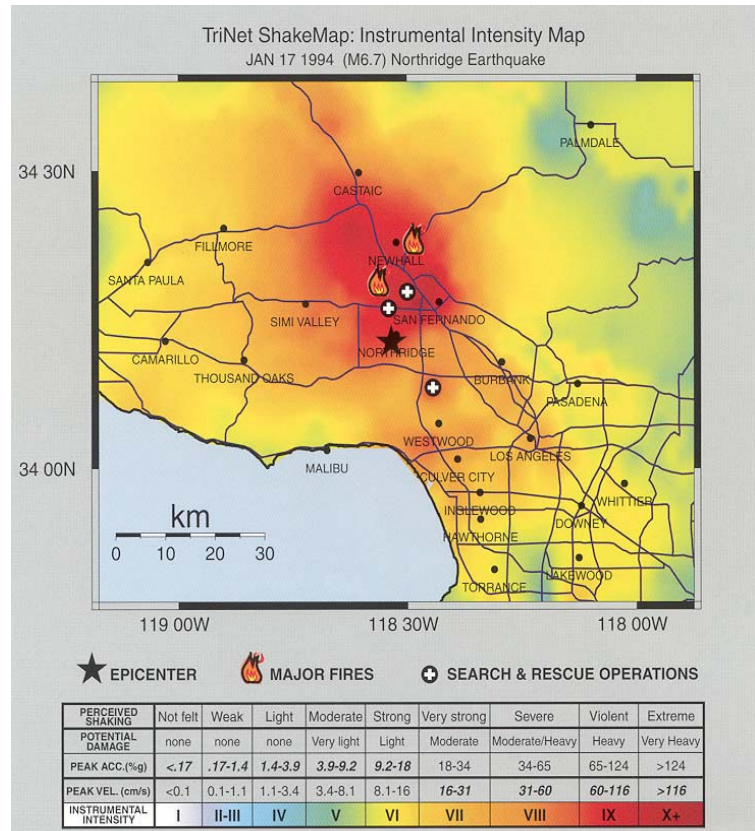 TriNet ShakeMap: Instrumental Intensity Map
JAN 17 1994 (M6.7) Northridge Earthquake
PALMDALE
34 30N
CASTAIC
FILLMORE
NEWHALL
SANTA PAULA
SIMI VALLEY
SAN FERNANDO
CAMARILLO
NORTHRIDGE
THOUSAND OAKS
BURBANK
PASADENA
WESTWOOD
LOS ANGELES
34 00N
MALIBU
CULVER CITY
WHITTIER
INGLEWOOD
DOWNEY
km
HAWTHORNE
0 10 20 30
LAKEWOOD
TORRANCE
119 00W 118 30W 118 00W
EPICENTER MAJOR FIRES SEARCH & RESCUE OPERATIONS
PERCEIVED SHAKING Not felt Weak Light Moderate Strong Very strong Severe Violent Extreme
POTENTIAL DAMAGE none none none Very light Light Moderate Moderate/Heavy Heavy Very Heavy
PEAK ACC.(%g) <.17 .17-1.4 1.4-3.9 3.9-9.2 9.2-18 18-34 34-65 65-124 >124
PEAK VEL. (cm/s) <0.1 0.1-1.1 1.1-3.4 3.4-8.1 8.1-16 16-31 31-60 60-116 >116
INSTRUMENTAL INTENSITY I II-III IV V VI VII VIII IX X+